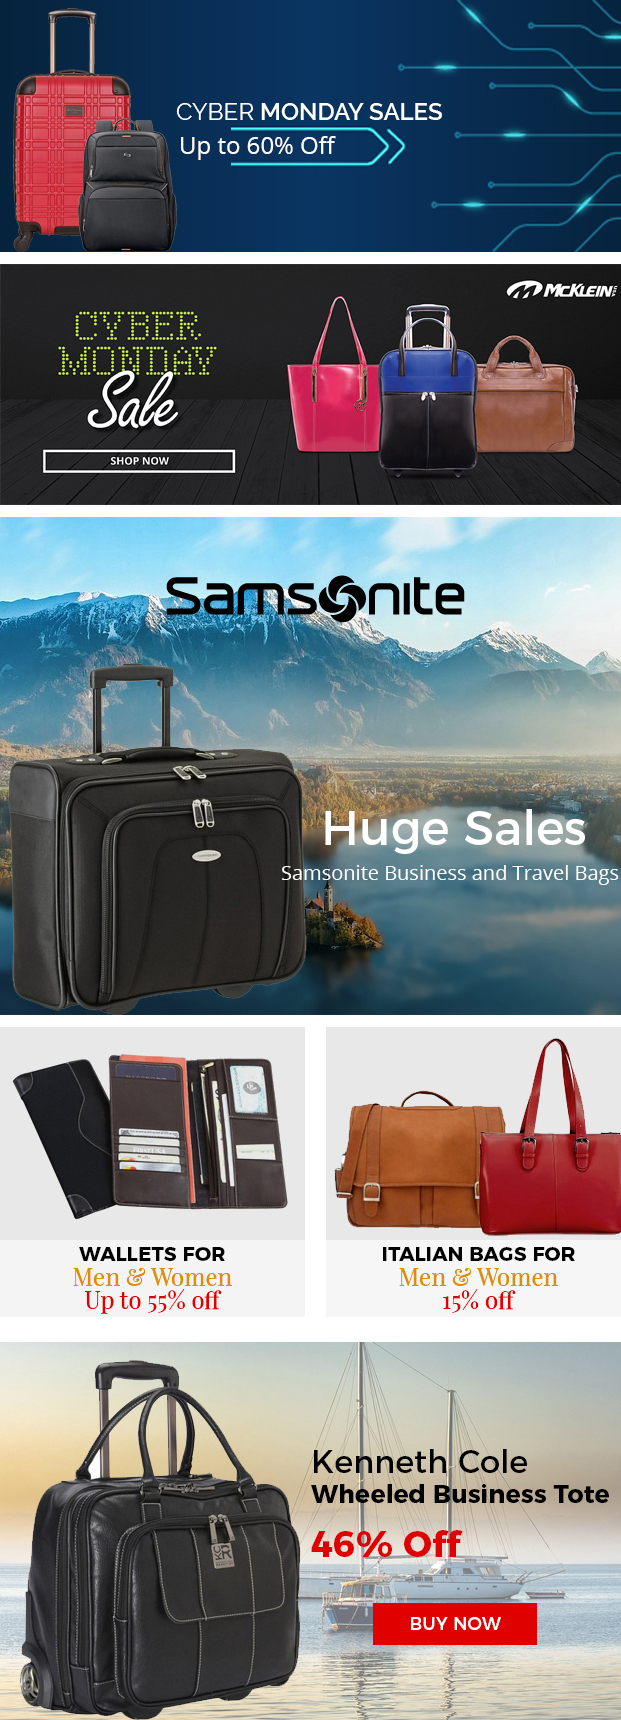 CYBER MONDAY SALES
Up to 60% Off
McKLEIN
CYBER
MONDAY
Sale
SHOP NOW
Samsonite
Huge Sales
Samsonite Business and Travel Bags
WALLETS FOR
Men & Women
Up to 55% off
ITALIAN BAGS FOR
Men & Women
15% off
Kenneth Cole
Wheeled Business Tote
46% Off
BUY NOW